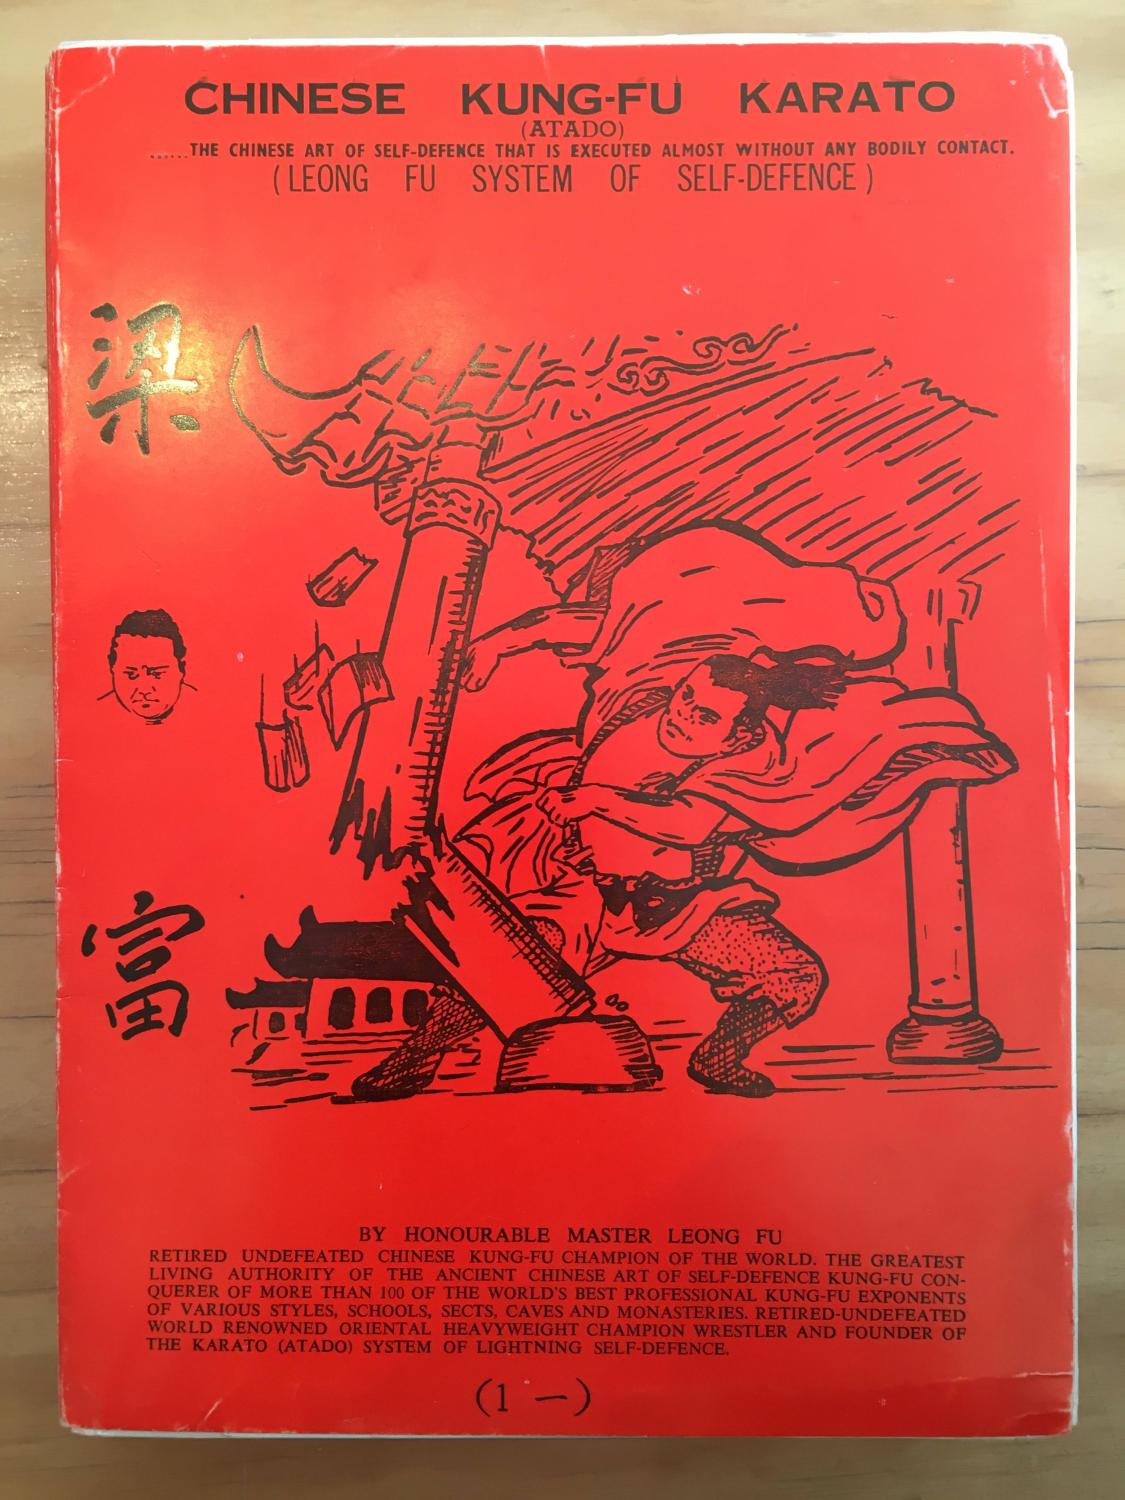 CHINESE KUNG-FU KARATO
(ATADO)
......THE CHINESE ART OF SELF-DEFENCE THAT IS EXECUTED ALMOST WITHOUT ANY BODILY CONTACT.
(LEONG FU SYSTEM OF SELF-DEFENCE)
梁
富
BY HONOURABLE MASTER LEONG FU
RETIRED UNDEFEATED CHINESE KUNG-FU CHAMPION OF THE WORLD. THE GREATEST
LIVING AUTHORITY OF THE ANCIENT CHINESE ART OF SELF-DEFENCE KUNG-FU CON-
QUERER OF MORE THAN 100 OF THE WORLD'S BEST PROFESSIONAL KUNG-FU EXPONENTS
OF VARIOUS STYLES, SCHOOLS, SECTS, CAVES AND MONASTERIES. RETIRED-UNDEFEATED
WORLD RENOWNED ORIENTAL HEAVYWEIGHT CHAMPION WRESTLER AND FOUNDER OF
THE KARATO (ATADO) SYSTEM OF LIGHTNING SELF-DEFENCE.
(1 一)